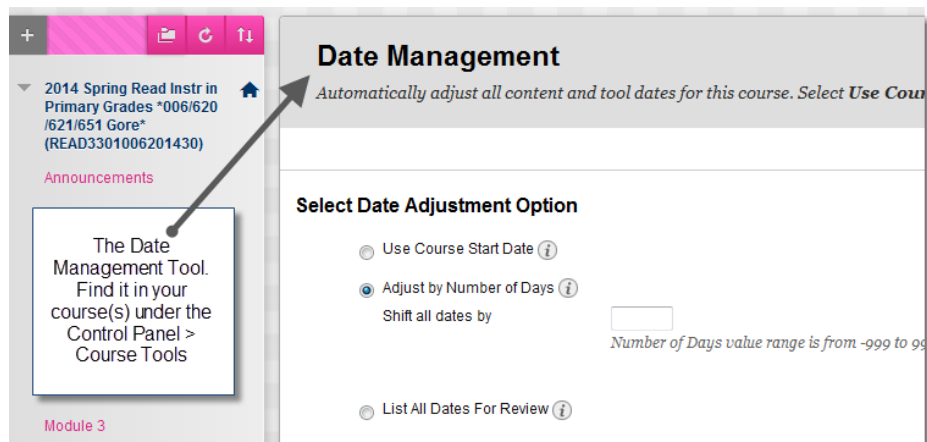 2014 Spring Read Instr in
Primary Grades *006/620
/621/651 Gore*
(READ3301006201430)
Announcements
The Date
Management Tool.
Find it in your
course(s) under the
Control Panel >
Course Tools
Module 3
Date Management
Automatically adjust all content and tool dates for this course. Select Use Cour
Select Date Adjustment Option
Use Course Start Date
Adjust by Number of Days
Shift all dates by
Number of Days value range is from -999 to 99
List All Dates For Review